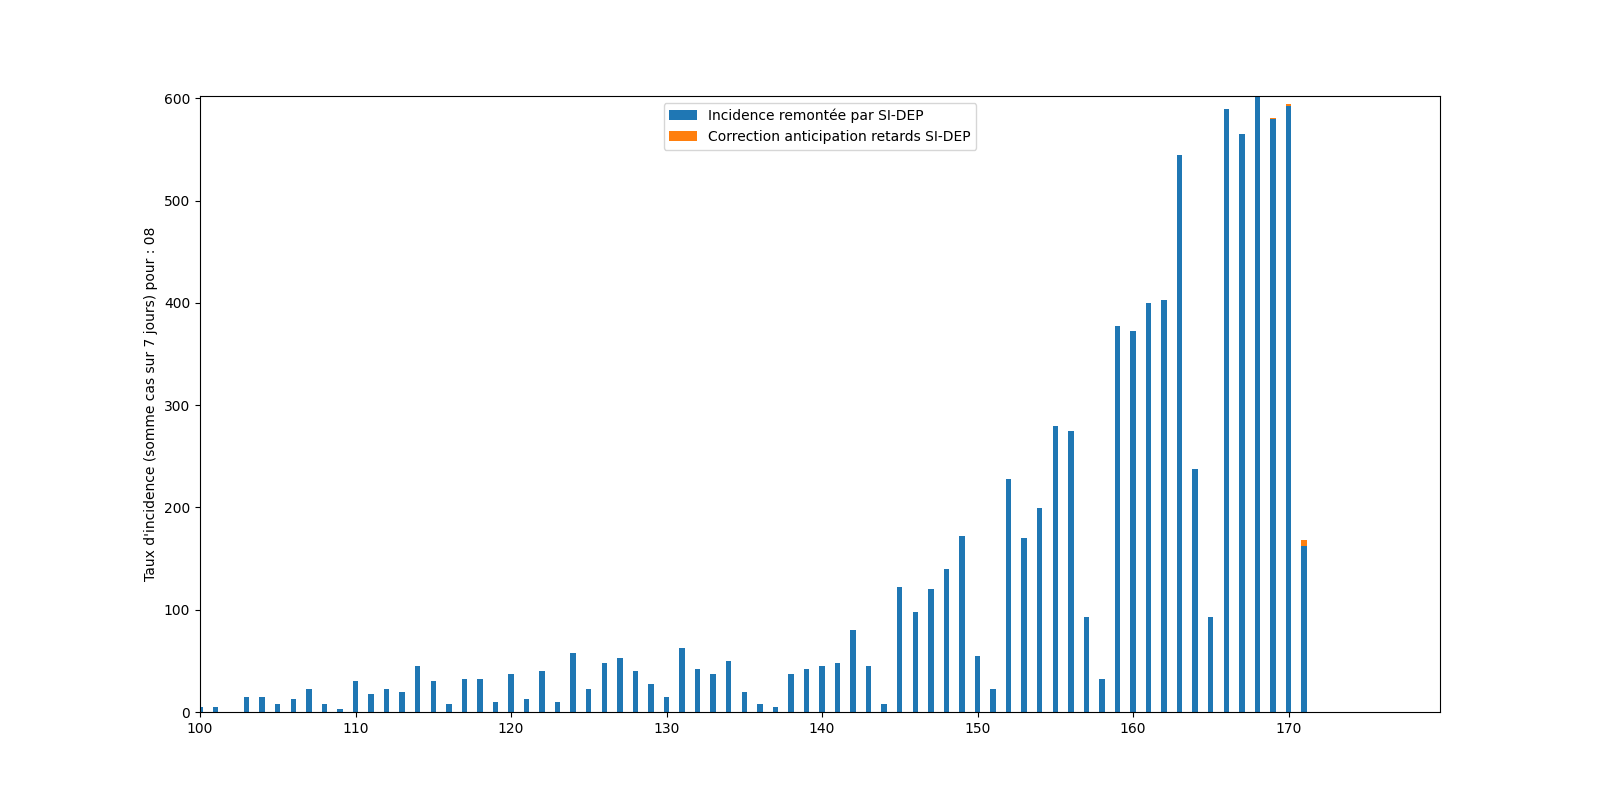 Incidence remontée par SI-DEP
Correction anticipation retards SI-DEP
Taux d'incidence (somme cas sur 7 jours) pour : 08
600
500
400
300
200
100
0
100 110 120 130 140 150 160 170